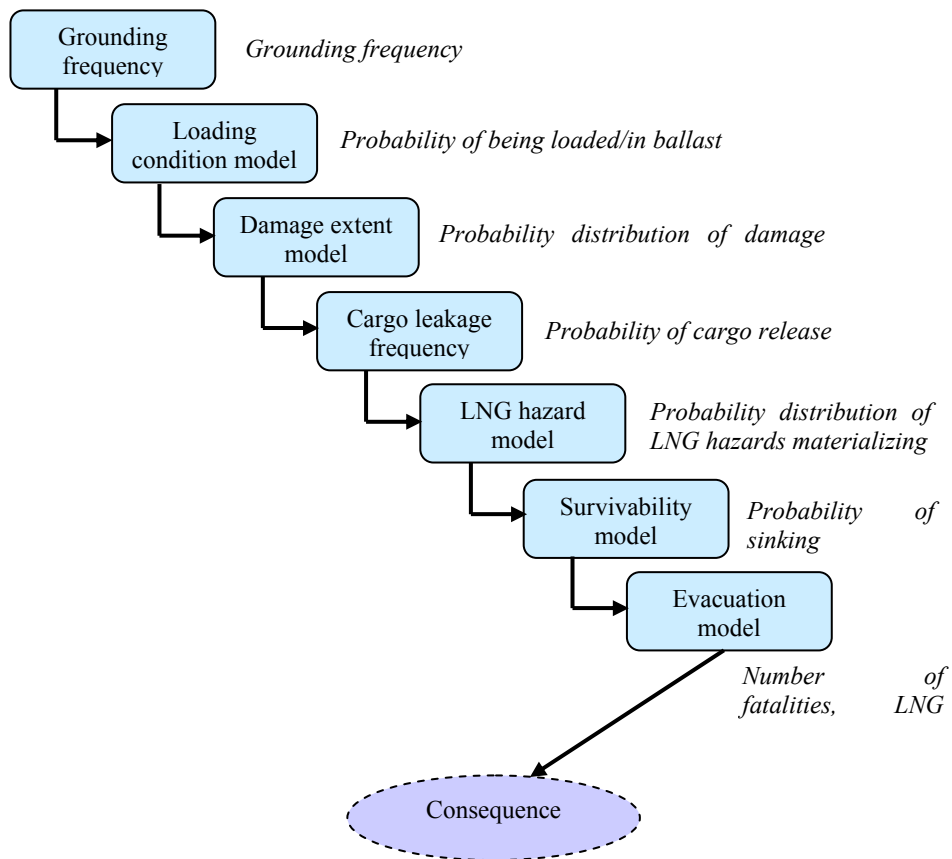 Grounding
frequency
Grounding frequency
Loading
condition model
Probability of being loaded/in ballast
Damage extent
model
Probability distribution of damage
Cargo leakage
frequency
Probability of cargo release
LNG hazard
model
Probability distribution of
LNG hazards materializing
Survivability
model
Probability of
sinking
Evacuation
model
Number of
fatalities, LNG
Consequence